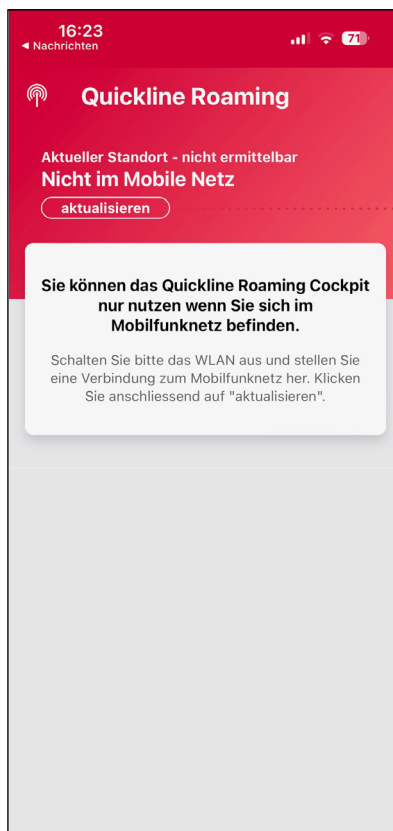 16:23
◀ Nachrichten
71
Quickline Roaming
Aktueller Standort - nicht ermittelbar
Nicht im Mobile Netz
aktualisieren
Sie können das Quickline Roaming Cockpit
nur nutzen wenn Sie sich im
Mobilfunknetz befinden.
Schalten Sie bitte das WLAN aus und stellen Sie
eine Verbindung zum Mobilfunknetz her. Klicken
Sie anschliessend auf "aktualisieren".